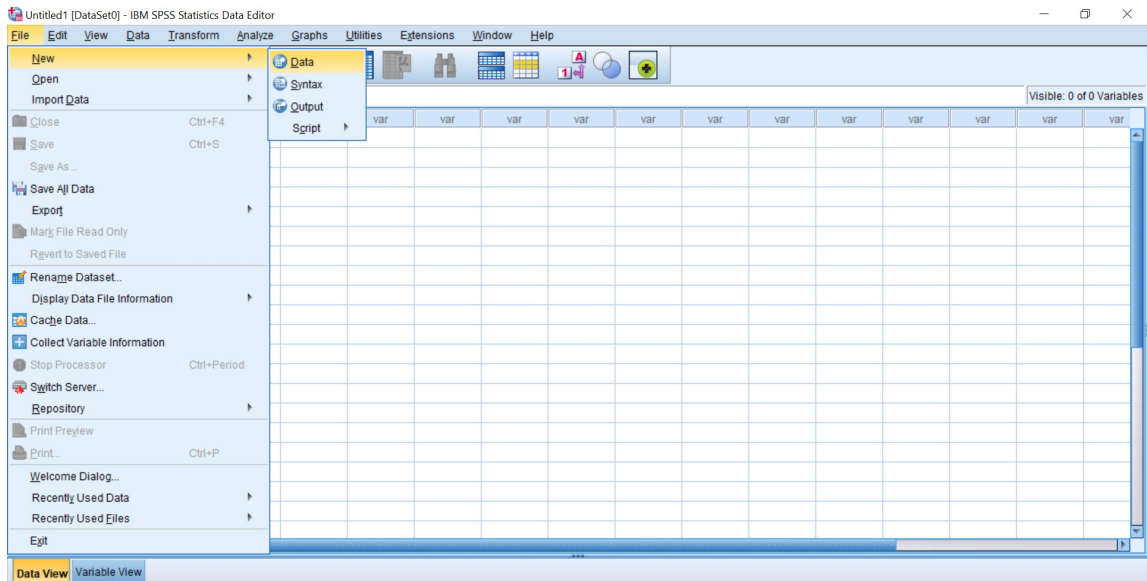 Untitled1 [DataSet0] - IBM SPSS Statistics Data Editor
File Edit View Data Transform Analyze Graphs Utilities Extensions Window Help
New
Data
Open
Syntax
Import Data
Output
Script
Visible: 0 of 0 Variables
var var var var var var var var var var var var
Close Ctrl+F4
Save Ctrl+S
Save As...
Save All Data
Export
Mark File Read Only
Revert to Saved File
Rename Dataset...
Display Data File Information
Cache Data...
Collect Variable Information
Stop Processor Ctrl+Period
Switch Server...
Repository
Print Preview
Print... Ctrl+P
Welcome Dialog...
Recently Used Data
Recently Used Files
Exit
Data View Variable View